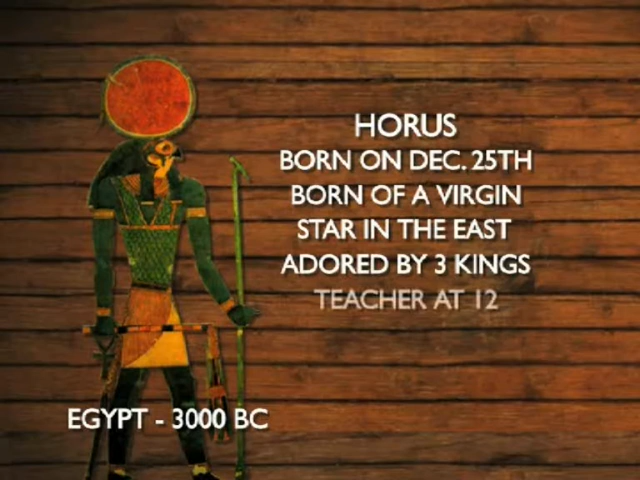 HORUS
BORN ON DEC. 25TH
BORN OF A VIRGIN
STAR IN THE EAST
ADORED BY 3 KINGS
TEACHER AT 12
EGYPT - 3000 BC